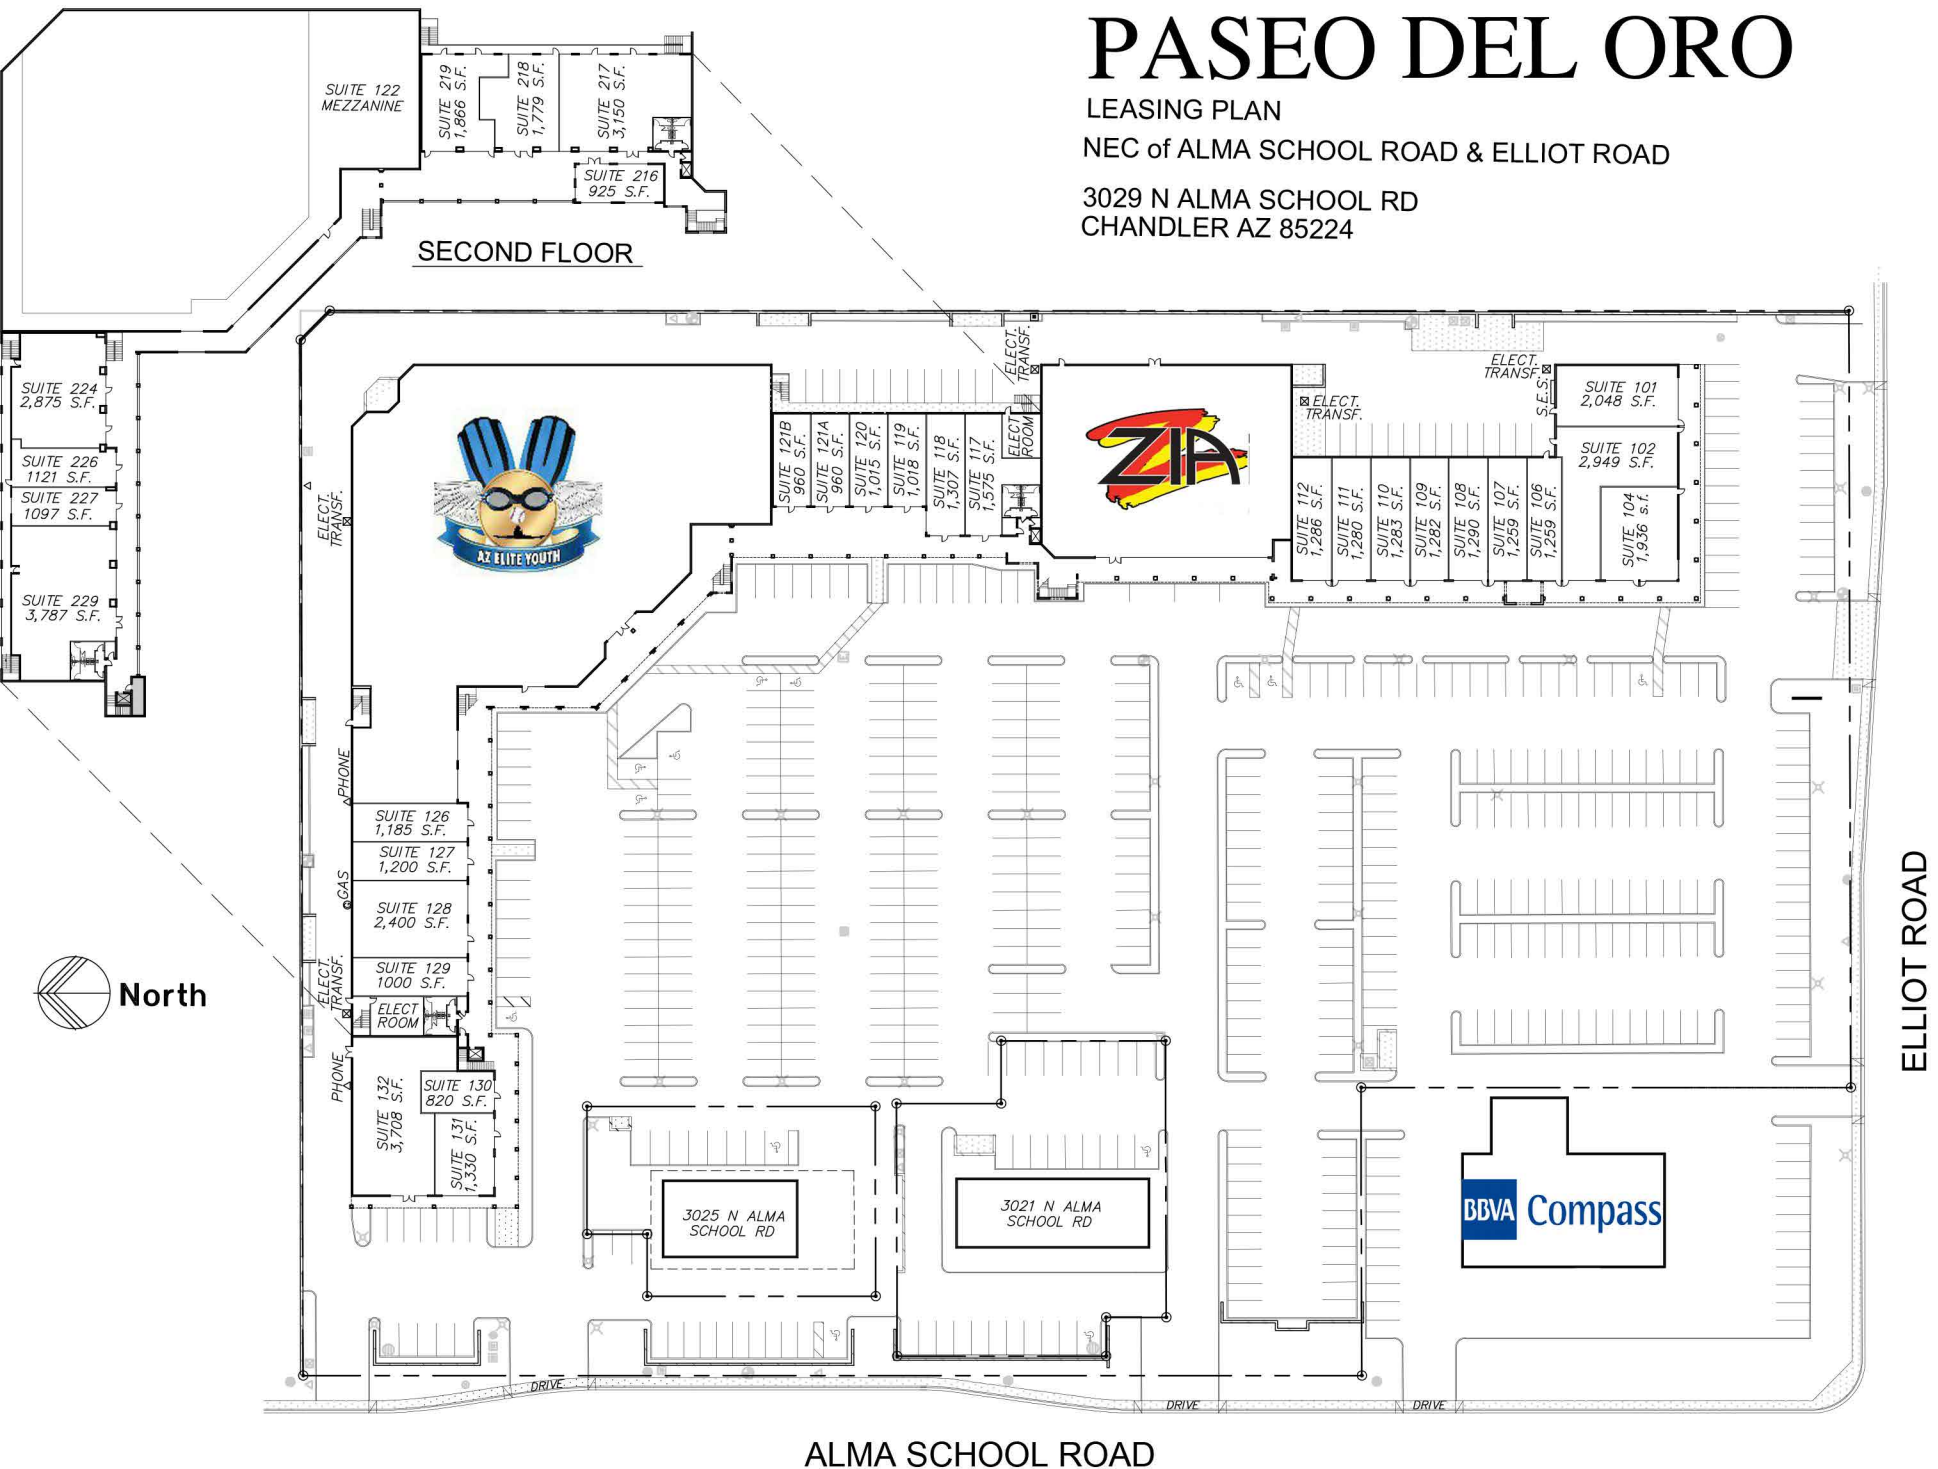 PASEO DEL ORO
LEASING PLAN
NEC of ALMA SCHOOL ROAD & ELLIOT ROAD
3029 N ALMA SCHOOL RD
CHANDLER AZ 85224
SUITE 122
MEZZANINE
SUITE 219
1,866 S.F.
SUITE 218
1,779 S.F.
SUITE 217
3,150 S.F.
SUITE 216
925 S.F.
SECOND FLOOR
SUITE 224
2,875 S.F.
SUITE 226
1121 S.F.
SUITE 227
1097 S.F.
SUITE 229
3,787 S.F.
ELECT.
TRANSF.
AZ ELITE YOUTH
SUITE 121B
960 S.F.
SUITE 121A
960 S.F.
SUITE 120
1,015 S.F.
SUITE 119
1,018 S.F.
SUITE 118
1,307 S.F.
SUITE 117
1,575 S.F.
ELECT
ROOM
ELECT.
TRANSF.
ZIA
ELECT.
TRANSF.
ELECT.
TRANSF.
S.E.S.
SUITE 101
2,048 S.F.
SUITE 102
2,949 S.F.
SUITE 104
1,936 s.f.
SUITE 112
1,286 S.F.
SUITE 111
1,280 S.F.
SUITE 110
1,283 S.F.
SUITE 109
1,282 S.F.
SUITE 108
1,290 S.F.
SUITE 107
1,259 S.F.
SUITE 106
1,259 S.F.
PHONE
SUITE 126
1,185 S.F.
SUITE 127
1,200 S.F.
GAS
SUITE 128
2,400 S.F.
SUITE 129
1000 S.F.
ELECT.
TRANSF.
ELECT
ROOM
North
PHONE
SUITE 132
3,708 S.F.
SUITE 130
820 S.F.
SUITE 131
1,330 S.F.
3025 N ALMA
SCHOOL RD
3021 N ALMA
SCHOOL RD
BBVA Compass
ELLIOT ROAD
DRIVE
DRIVE
DRIVE
ALMA SCHOOL ROAD